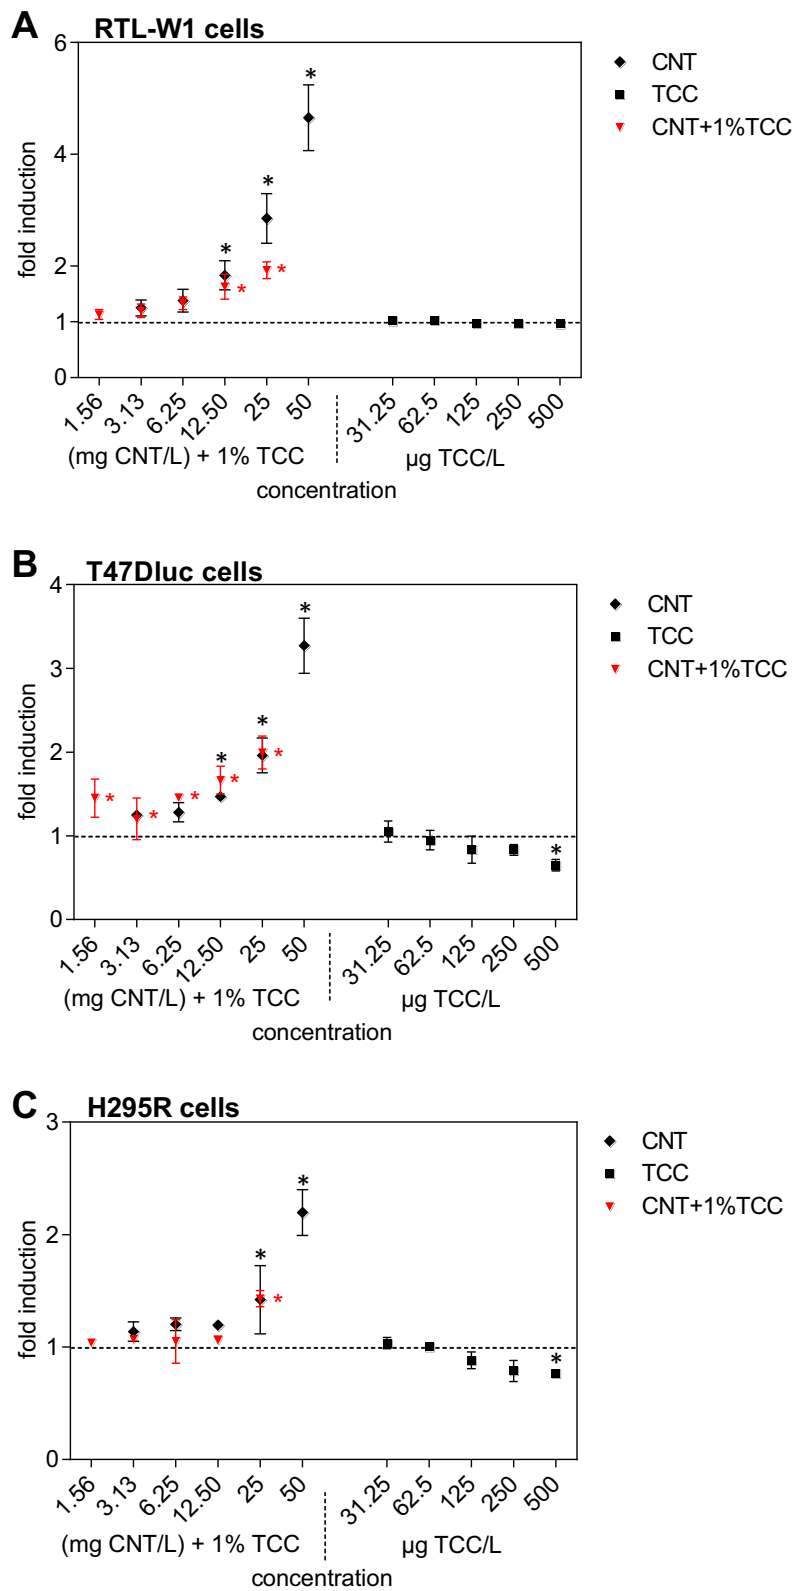 A
RTL-W1 cells
6
4
2
1
0
fold induction
*
*
*
*
*
CNT
TCC
CNT+1%TCC
1.56
3.13
6.25
12.50
25
50
31.25
62.5
125
250
500
(mg CNT/L) + 1% TCC
µg TCC/L
concentration
B
T47Dluc cells
4
3
2
1
0
fold induction
*
*
*
*
*
*
*
*
*
CNT
TCC
CNT+1%TCC
1.56
3.13
6.25
12.50
25
50
31.25
62.5
125
250
500
(mg CNT/L) + 1% TCC
µg TCC/L
concentration
C
H295R cells
3
2
1
0
fold induction
*
*
*
*
CNT
TCC
CNT+1%TCC
1.56
3.13
6.25
12.50
25
50
31.25
62.5
125
250
500
(mg CNT/L) + 1% TCC
µg TCC/L
concentration